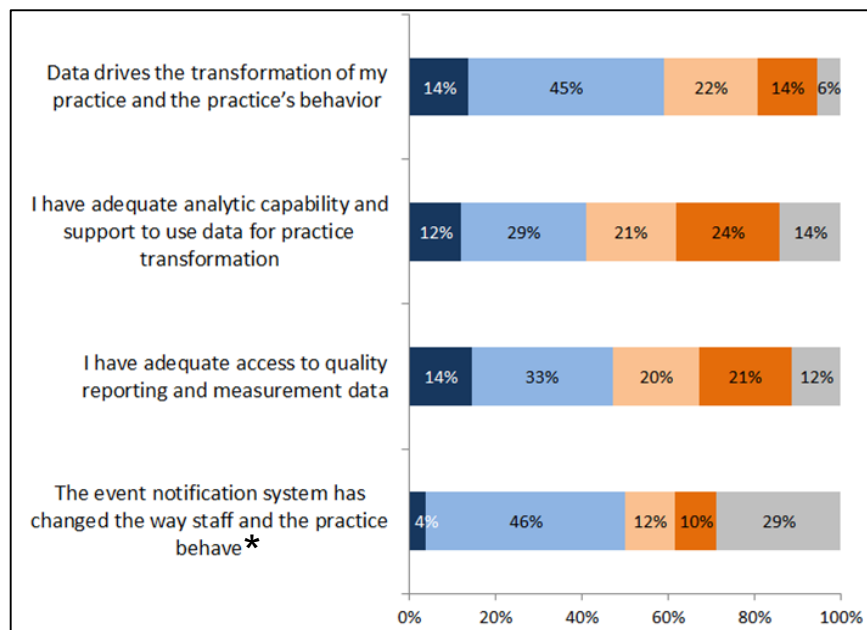 Data drives the transformation of my
practice and the practice's behavior
14% 45% 22% 14% 6%
I have adequate analytic capability and
support to use data for practice
transformation
12% 29% 21% 24% 14%
I have adequate access to quality
reporting and measurement data
14% 33% 20% 21% 12%
The event notification system has
changed the way staff and the practice
behave*
4% 46% 12% 10% 29%
0% 20% 40% 60% 80% 100%